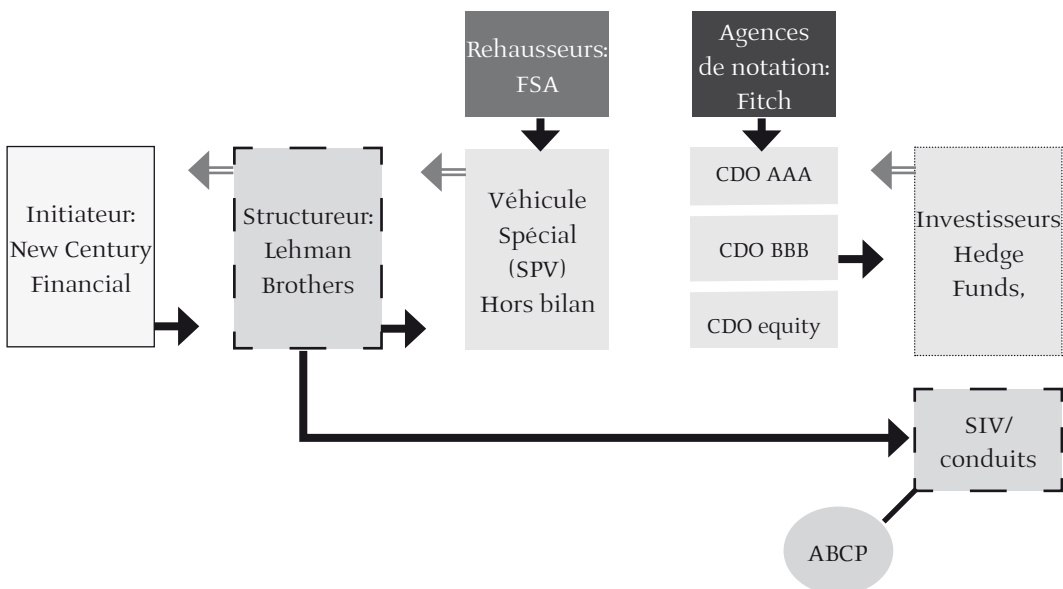 Rehausseurs:
FSA
Agences
de notation:
Fitch
Initiateur:
New Century
Financial
Structureur:
Lehman
Brothers
Véhicule
Spécial
(SPV)
Hors bilan
CDO AAA
CDO BBB
CDO equity
Investisseurs
Hedge
Funds,
SIV/
conduits
ABCP